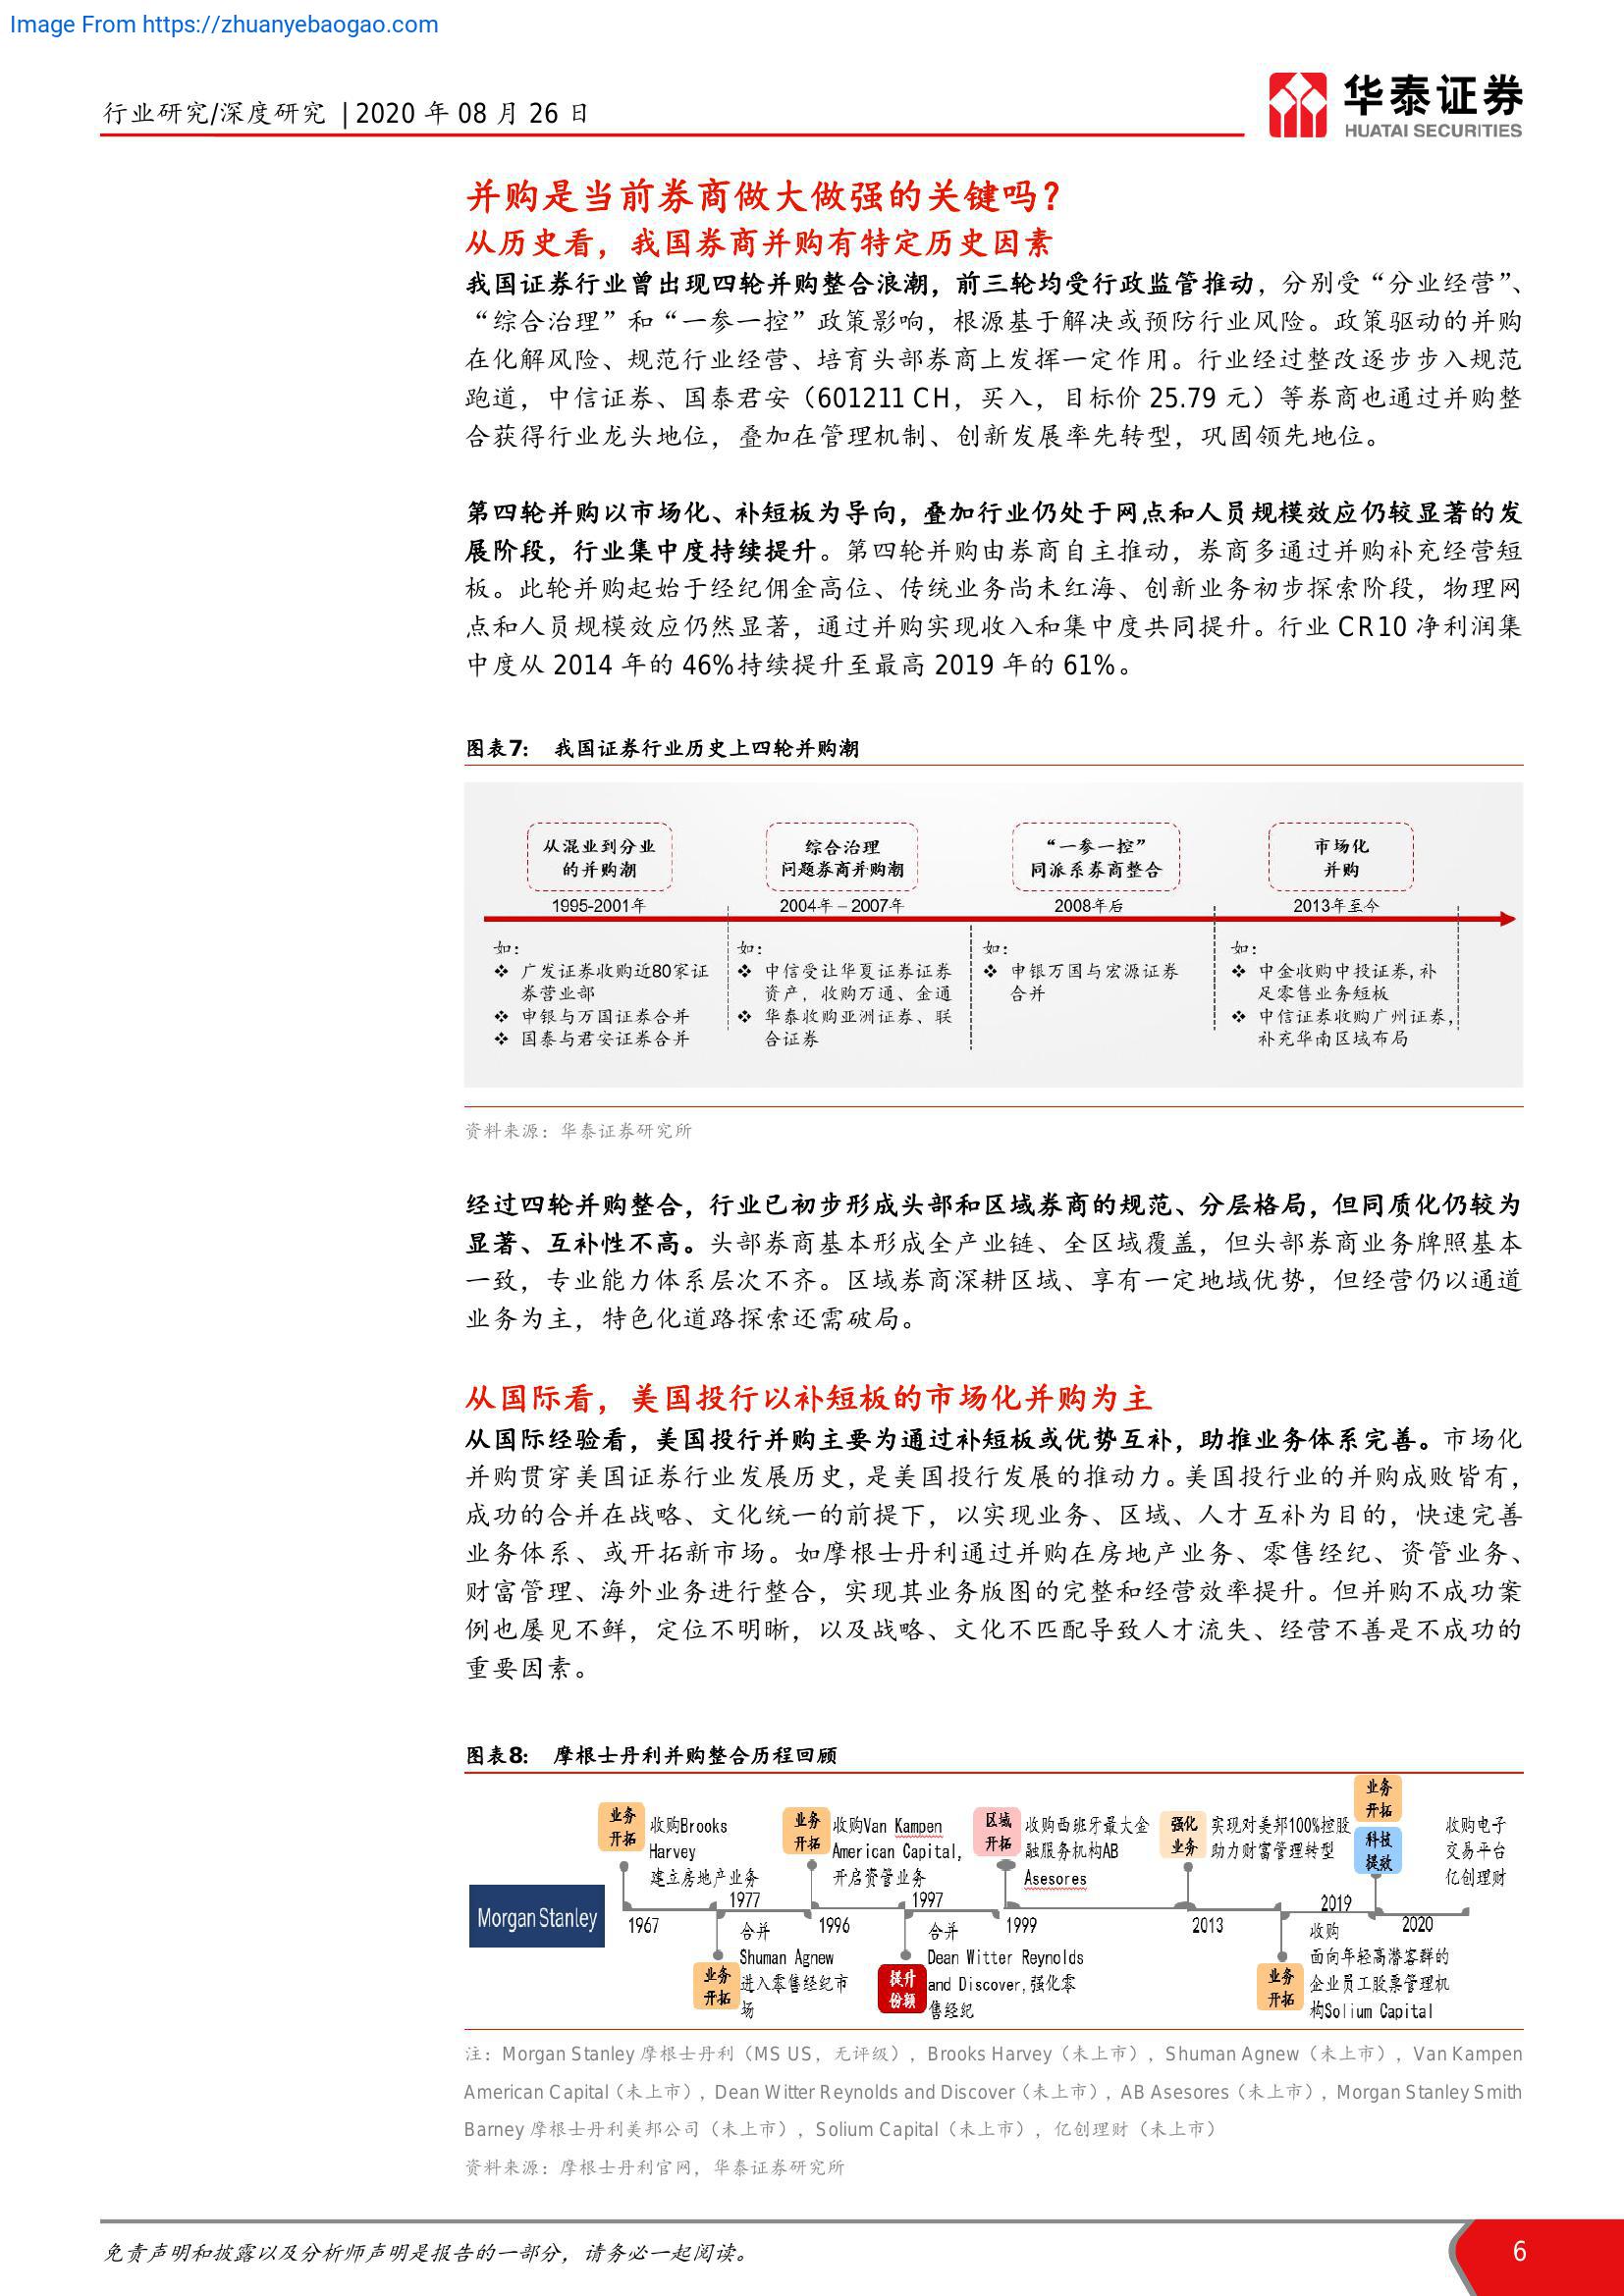 Image From https://zhuanyebaogao.com
行业研究/深度研究 | 2020 年 08 月 26 日
华泰证券
HUATAI SECURITIES
并购是当前券商做大做强的关键吗？
从历史看，我国券商并购有特定历史因素
我国证券行业曾出现四轮并购整合浪潮，前三轮均受行政监管推动，分别受“分业经营”、
“综合治理”和“一参一控”政策影响，根源基于解决或预防行业风险。政策驱动的并购
在化解风险、规范行业经营、培育头部券商上发挥一定作用。行业经过整改逐步步入规范
跑道，中信证券、国泰君安（601211 CH，买入，目标价 25.79 元）等券商也通过并购整
合获得行业龙头地位，叠加在管理机制、创新发展率先转型，巩固领先地位。
第四轮并购以市场化、补短板为导向，叠加行业仍处于网点和人员规模效应仍较显著的发
展阶段，行业集中度持续提升。第四轮并购由券商自主推动，券商多通过并购补充经营短
板。此轮并购起始于经纪佣金高位、传统业务尚未红海、创新业务初步探索阶段，物理网
点和人员规模效应仍然显著，通过并购实现收入和集中度共同提升。行业 CR10 净利润集
中度从 2014 年的 46%持续提升至最高 2019 年的 61%。
图表7： 我国证券行业历史上四轮并购潮
从混业到分业
的并购潮
综合治理
问题券商并购潮
“一参一控”
同派系券商整合
市场化
并购
1995-2001年
2004年－2007年
2008年后
2013年至今
如：
❖ 广发证券收购近80家证
券营业部
❖ 申银与万国证券合并
❖ 国泰与君安证券合并
如：
❖ 中信受让华夏证券证券
资产，收购万通、金通
❖ 华泰收购亚洲证券、联
合证券
如：
❖ 申银万国与宏源证券
合并
如：
❖ 中金收购中投证券，补
足零售业务短板
❖ 中信证券收购广州证券，
补充华南区域布局
资料来源：华泰证券研究所
经过四轮并购整合，行业已初步形成头部和区域券商的规范、分层格局，但同质化仍较为
显著、互补性不高。头部券商基本形成全产业链、全区域覆盖，但头部券商业务牌照基本
一致，专业能力体系层次不齐。区域券商深耕区域、享有一定地域优势，但经营仍以通道
业务为主，特色化道路探索还需破局。
从国际看，美国投行以补短板的市场化并购为主
从国际经验看，美国投行并购主要为通过补短板或优势互补，助推业务体系完善。市场化
并购贯穿美国证券行业发展历史，是美国投行发展的推动力。美国投行业的并购成败皆有，
成功的合并在战略、文化统一的前提下，以实现业务、区域、人才互补为目的，快速完善
业务体系、或开拓新市场。如摩根士丹利通过并购在房地产业务、零售经纪、资管业务、
财富管理、海外业务进行整合，实现其业务版图的完整和经营效率提升。但并购不成功案
例也屡见不鲜，定位不明晰，以及战略、文化不匹配导致人才流失、经营不善是不成功的
重要因素。
图表8： 摩根士丹利并购整合历程回顾
Morgan Stanley
业务
开拓
收购Brooks
Harvey
建立房地产业务
1967
1977
业务
开拓
合并
Shuman Agnew
进入零售经纪市
场
业务
开拓
收购Van Kampen
American Capital，
开启资管业务
1996
1997
提升
份额
合并
Dean Witter Reynolds
and Discover，强化零
售经纪
区域
开拓
收购西班牙最大金
融服务机构AB
Asesores
1999
强化
业务
实现对美邦100%控股
助力财富管理转型
2013
2019
业务
开拓
收购
面向年轻高潜客群的
企业员工股票管理机
构Solium Capital
业务
开拓
科技
提效
收购电子
交易平台
亿创理财
2020
注：Morgan Stanley 摩根士丹利（MS US，无评级），Brooks Harvey（未上市），Shuman Agnew（未上市），Van Kampen
American Capital（未上市），Dean Witter Reynolds and Discover（未上市），AB Asesores（未上市），Morgan Stanley Smith
Barney 摩根士丹利美邦公司（未上市），Solium Capital（未上市），亿创理财（未上市）
资料来源：摩根士丹利官网，华泰证券研究所
免责声明和披露以及分析师声明是报告的一部分，请务必一起阅读。
6